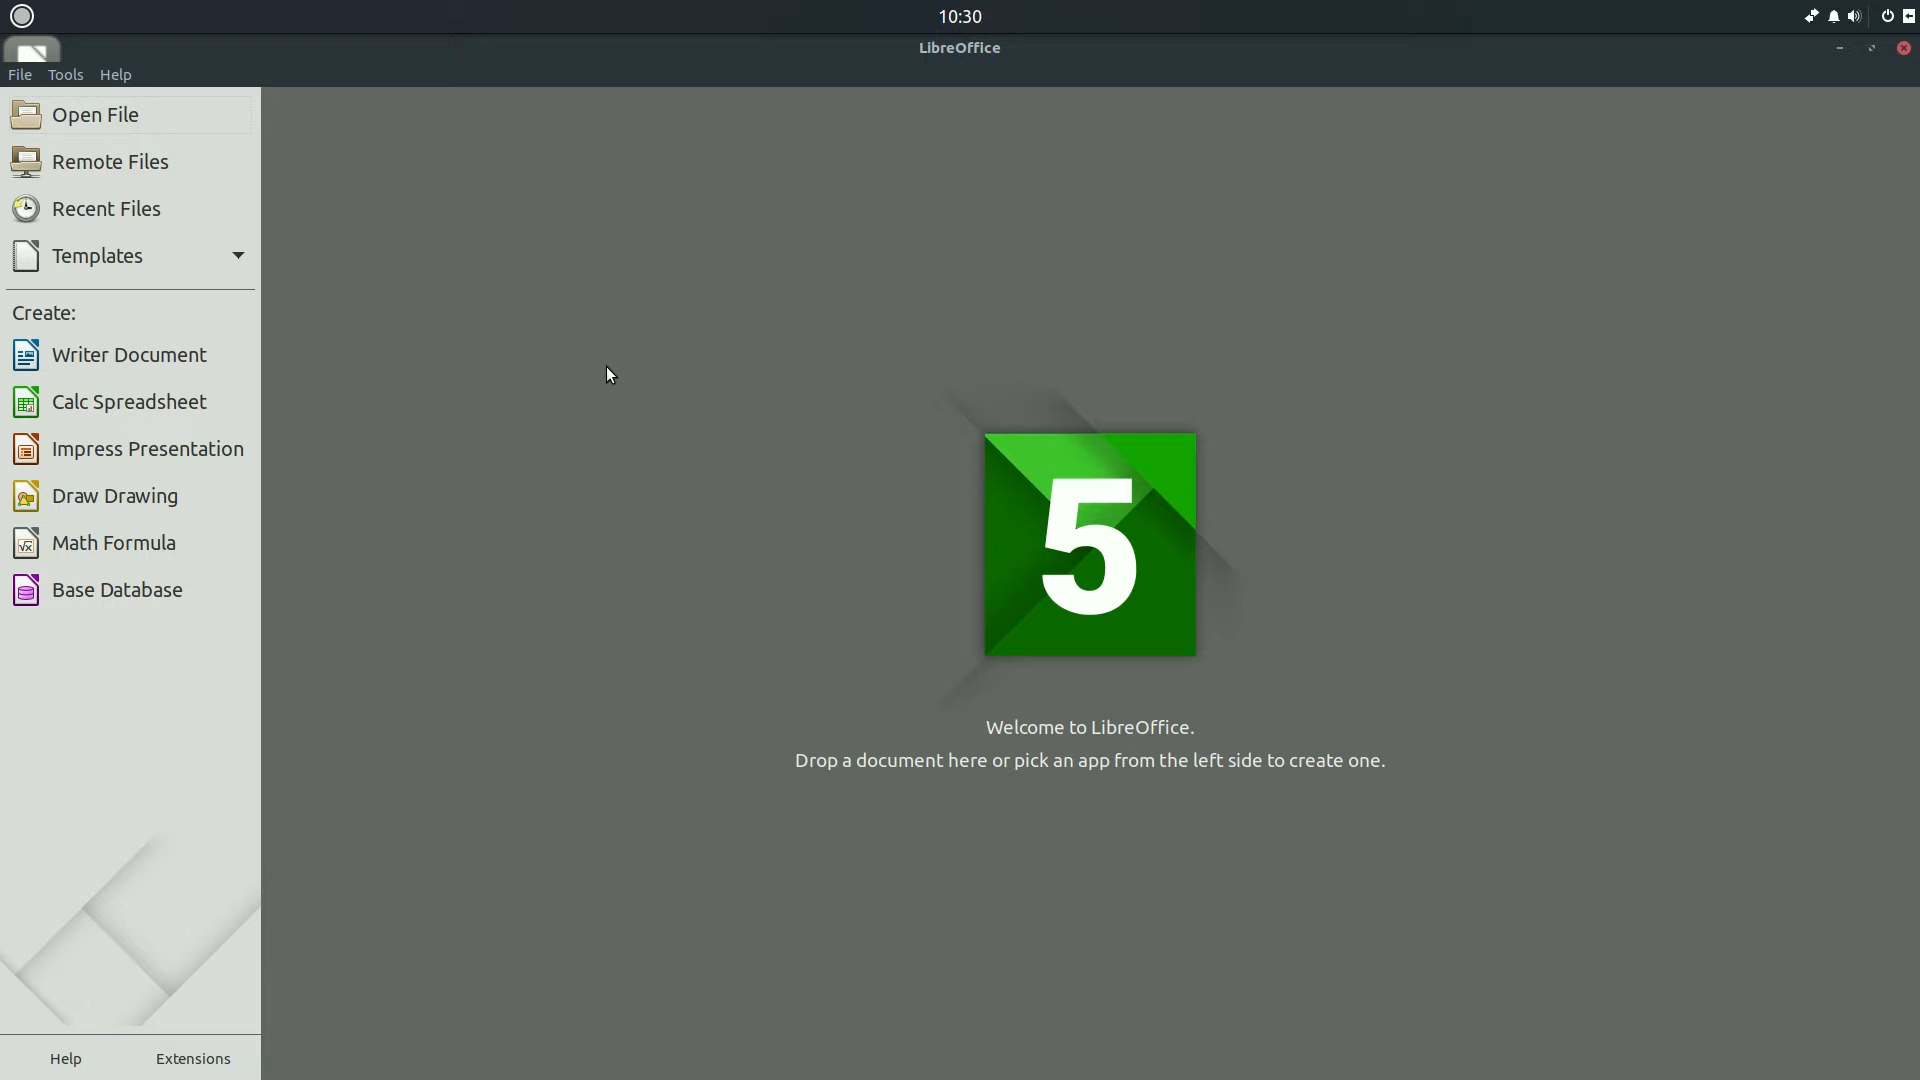 10:30
LibreOffice
File Tools Help
Open File
Remote Files
Recent Files
Templates
Create:
Writer Document
Calc Spreadsheet
Impress Presentation
Draw Drawing
Math Formula
Base Database
5
Welcome to LibreOffice.
Drop a document here or pick an app from the left side to create one.
Help Extensions